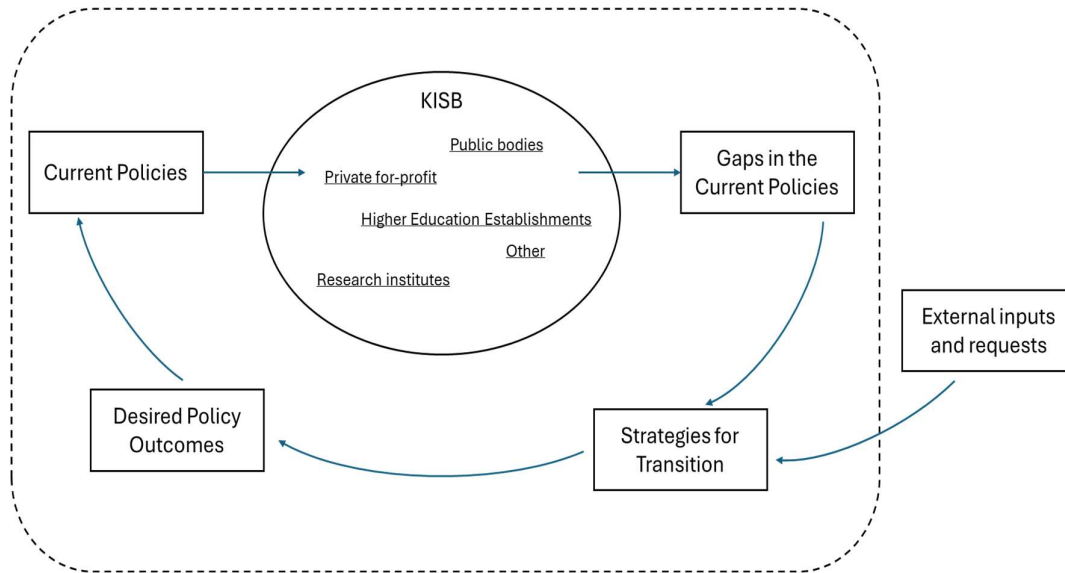 KISB
Public bodies
Private for-profit
Higher Education Establishments
Other
Research institutes
Current Policies
Gaps in the
Current Policies
External inputs
and requests
Strategies for
Transition
Desired Policy
Outcomes